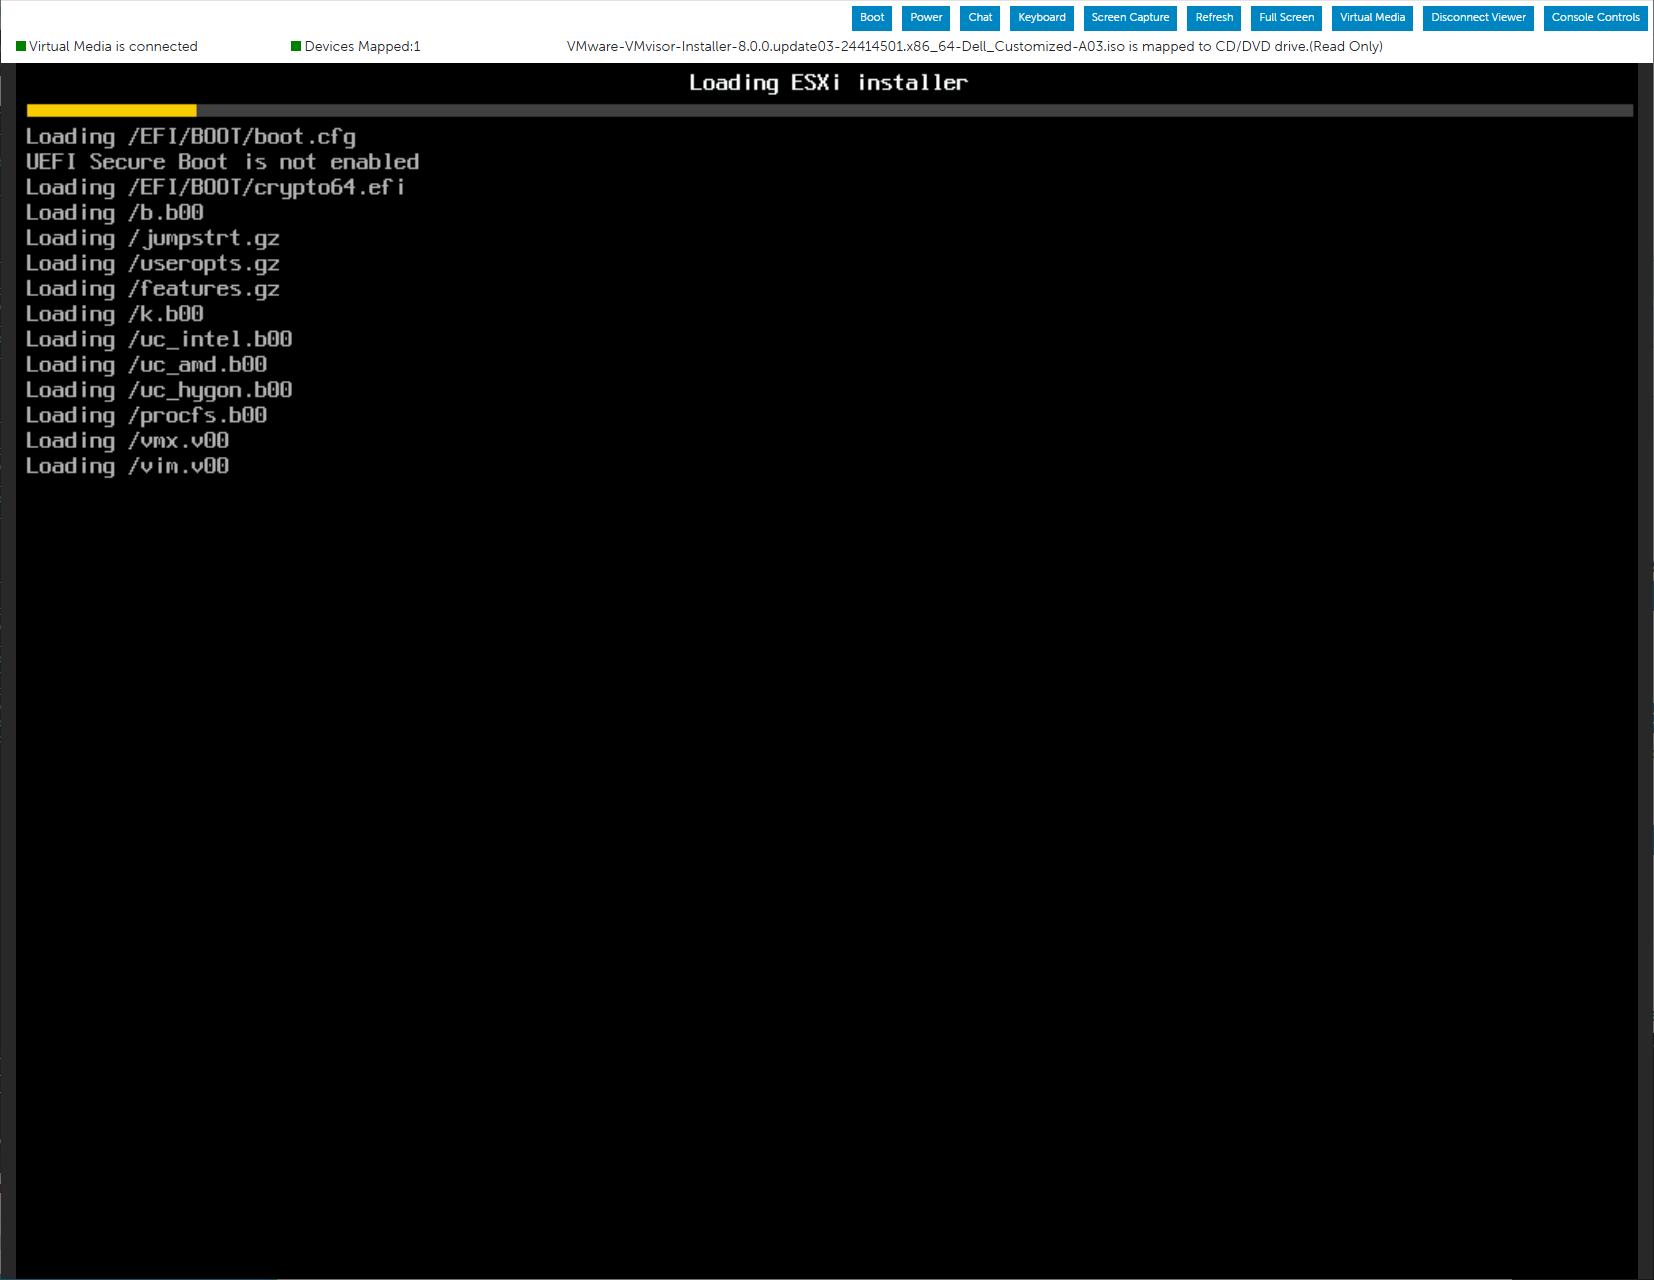 Boot Power Chat Keyboard Screen Capture Refresh Full Screen Virtual Media Disconnect Viewer Console Controls
Virtual Media is connected Devices Mapped:1 VMware-VMvisor-Installer-8.0.0.update03-24414501.x86_64-Dell_Customized-A03.iso is mapped to CD/DVD drive.(Read Only)
Loading ESXi installer
Loading /EFI/BOOT/boot.cfg
UEFI Secure Boot is not enabled
Loading /EFI/BOOT/crypto64.efi
Loading /b.b00
Loading /jumpstrt.gz
Loading /useropts.gz
Loading /features.gz
Loading /k.b00
Loading /uc_intel.b00
Loading /uc_amd.b00
Loading /uc_hygon.b00
Loading /procfs.b00
Loading /vmx.v00
Loading /vim.v00